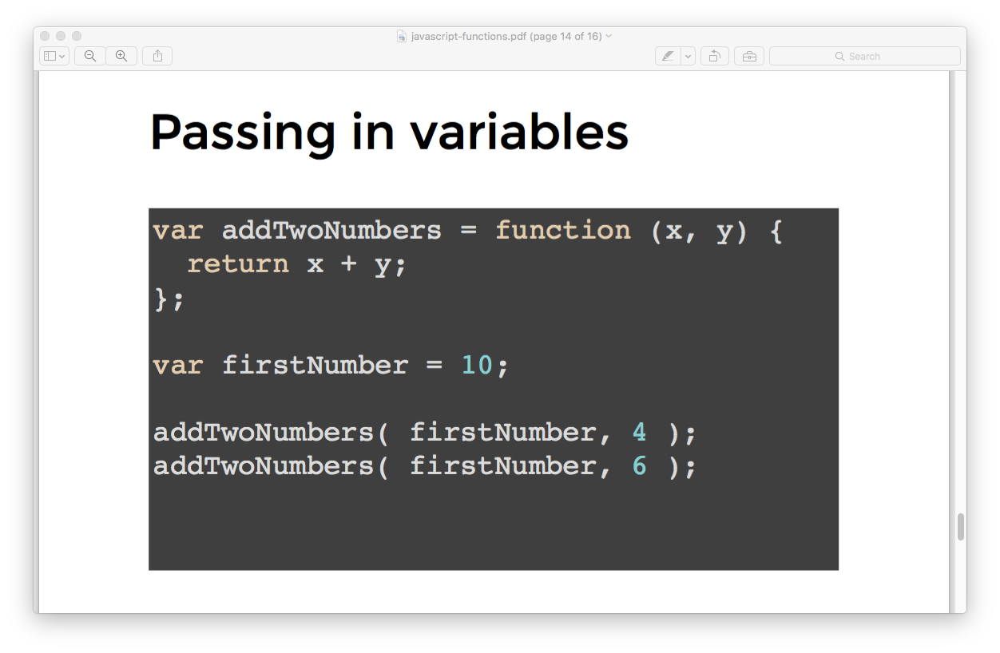 javascript-functions.pdf (page 14 of 16)
Search
Passing in variables
var addTwoNumbers = function (x, y) {
  return x + y;
};
var firstNumber = 10;
addTwoNumbers( firstNumber, 4 );
addTwoNumbers( firstNumber, 6 );